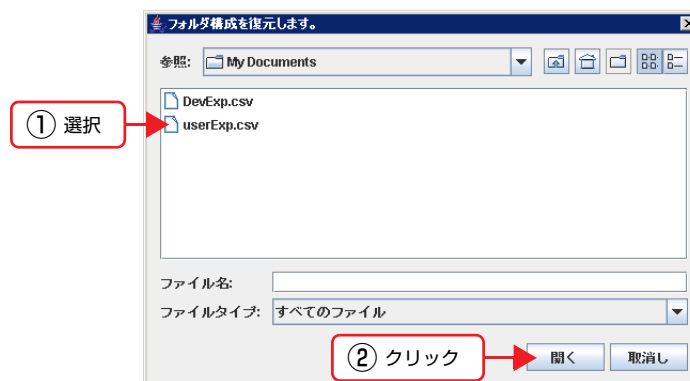 フォルダ構成を復元します。
参照: My Documents
DevExp.csv
① 選択
userExp.csv
ファイル名:
ファイルタイプ: すべてのファイル
② クリック
開く 取消し